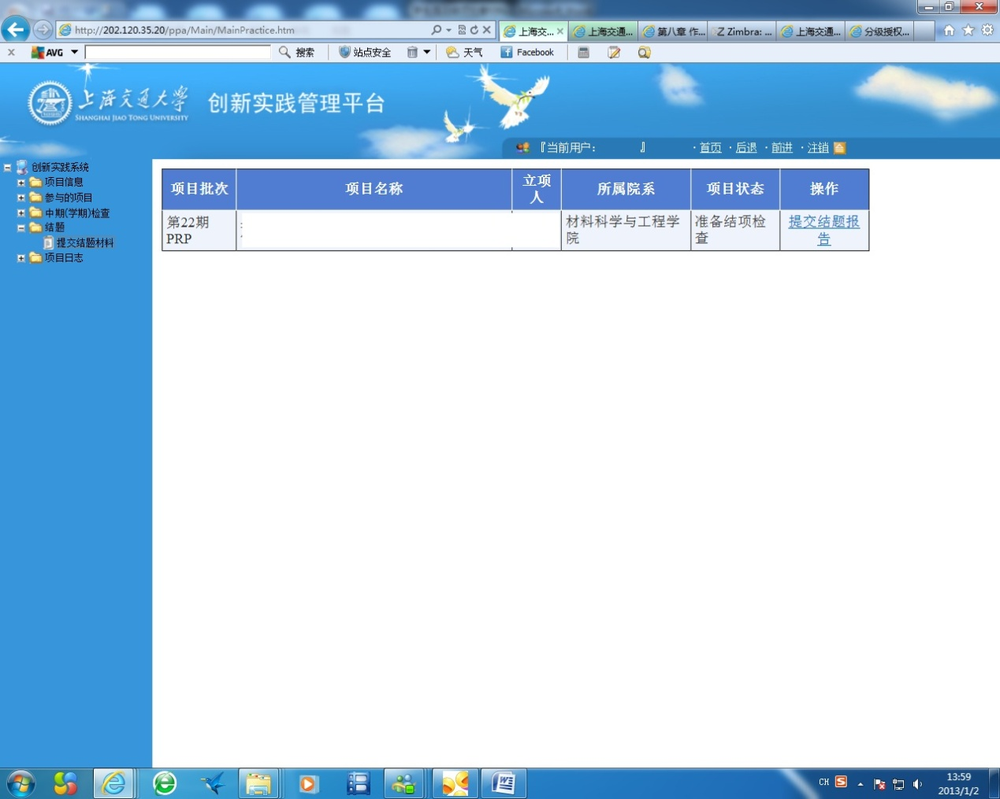 http://202.120.35.20/ppa/Main/MainPractice.htm
上海交...
上海交通...
第八章 作...
Zimbra: ...
上海交通...
分级授权...
AVG
搜索
站点安全
天气
Facebook
上海交通大学
SHANGHAI JIAO TONG UNIVERSITY
创新实践管理平台
『当前用户: 』
·首页 ·后退 ·前进 ·注销
创新实践系统
项目信息
参与的项目
中期(学期)检查
结题
提交结题材料
项目日志
项目批次 项目名称 立项人 所属院系 项目状态 操作
第22期 材料科学与工程学 准备结项检 提交结题报
PRP 院 查 告
CH
13:59
2013/1/2